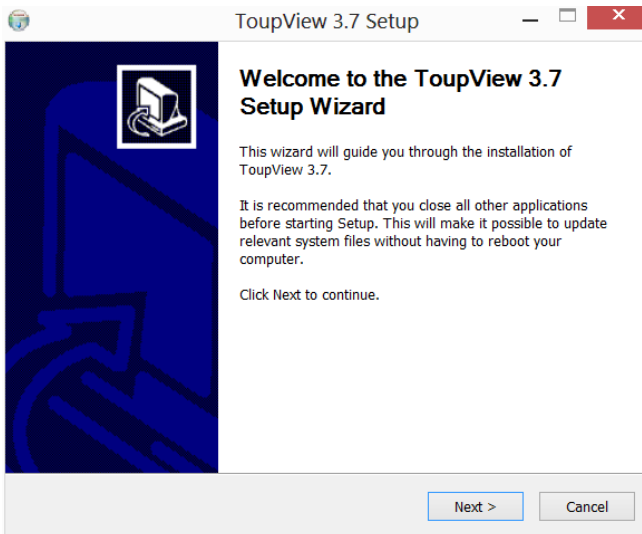 ToupView 3.7 Setup
Welcome to the ToupView 3.7
Setup Wizard
This wizard will guide you through the installation of
ToupView 3.7.
It is recommended that you close all other applications
before starting Setup. This will make it possible to update
relevant system files without having to reboot your
computer.
Click Next to continue.
Next >
Cancel